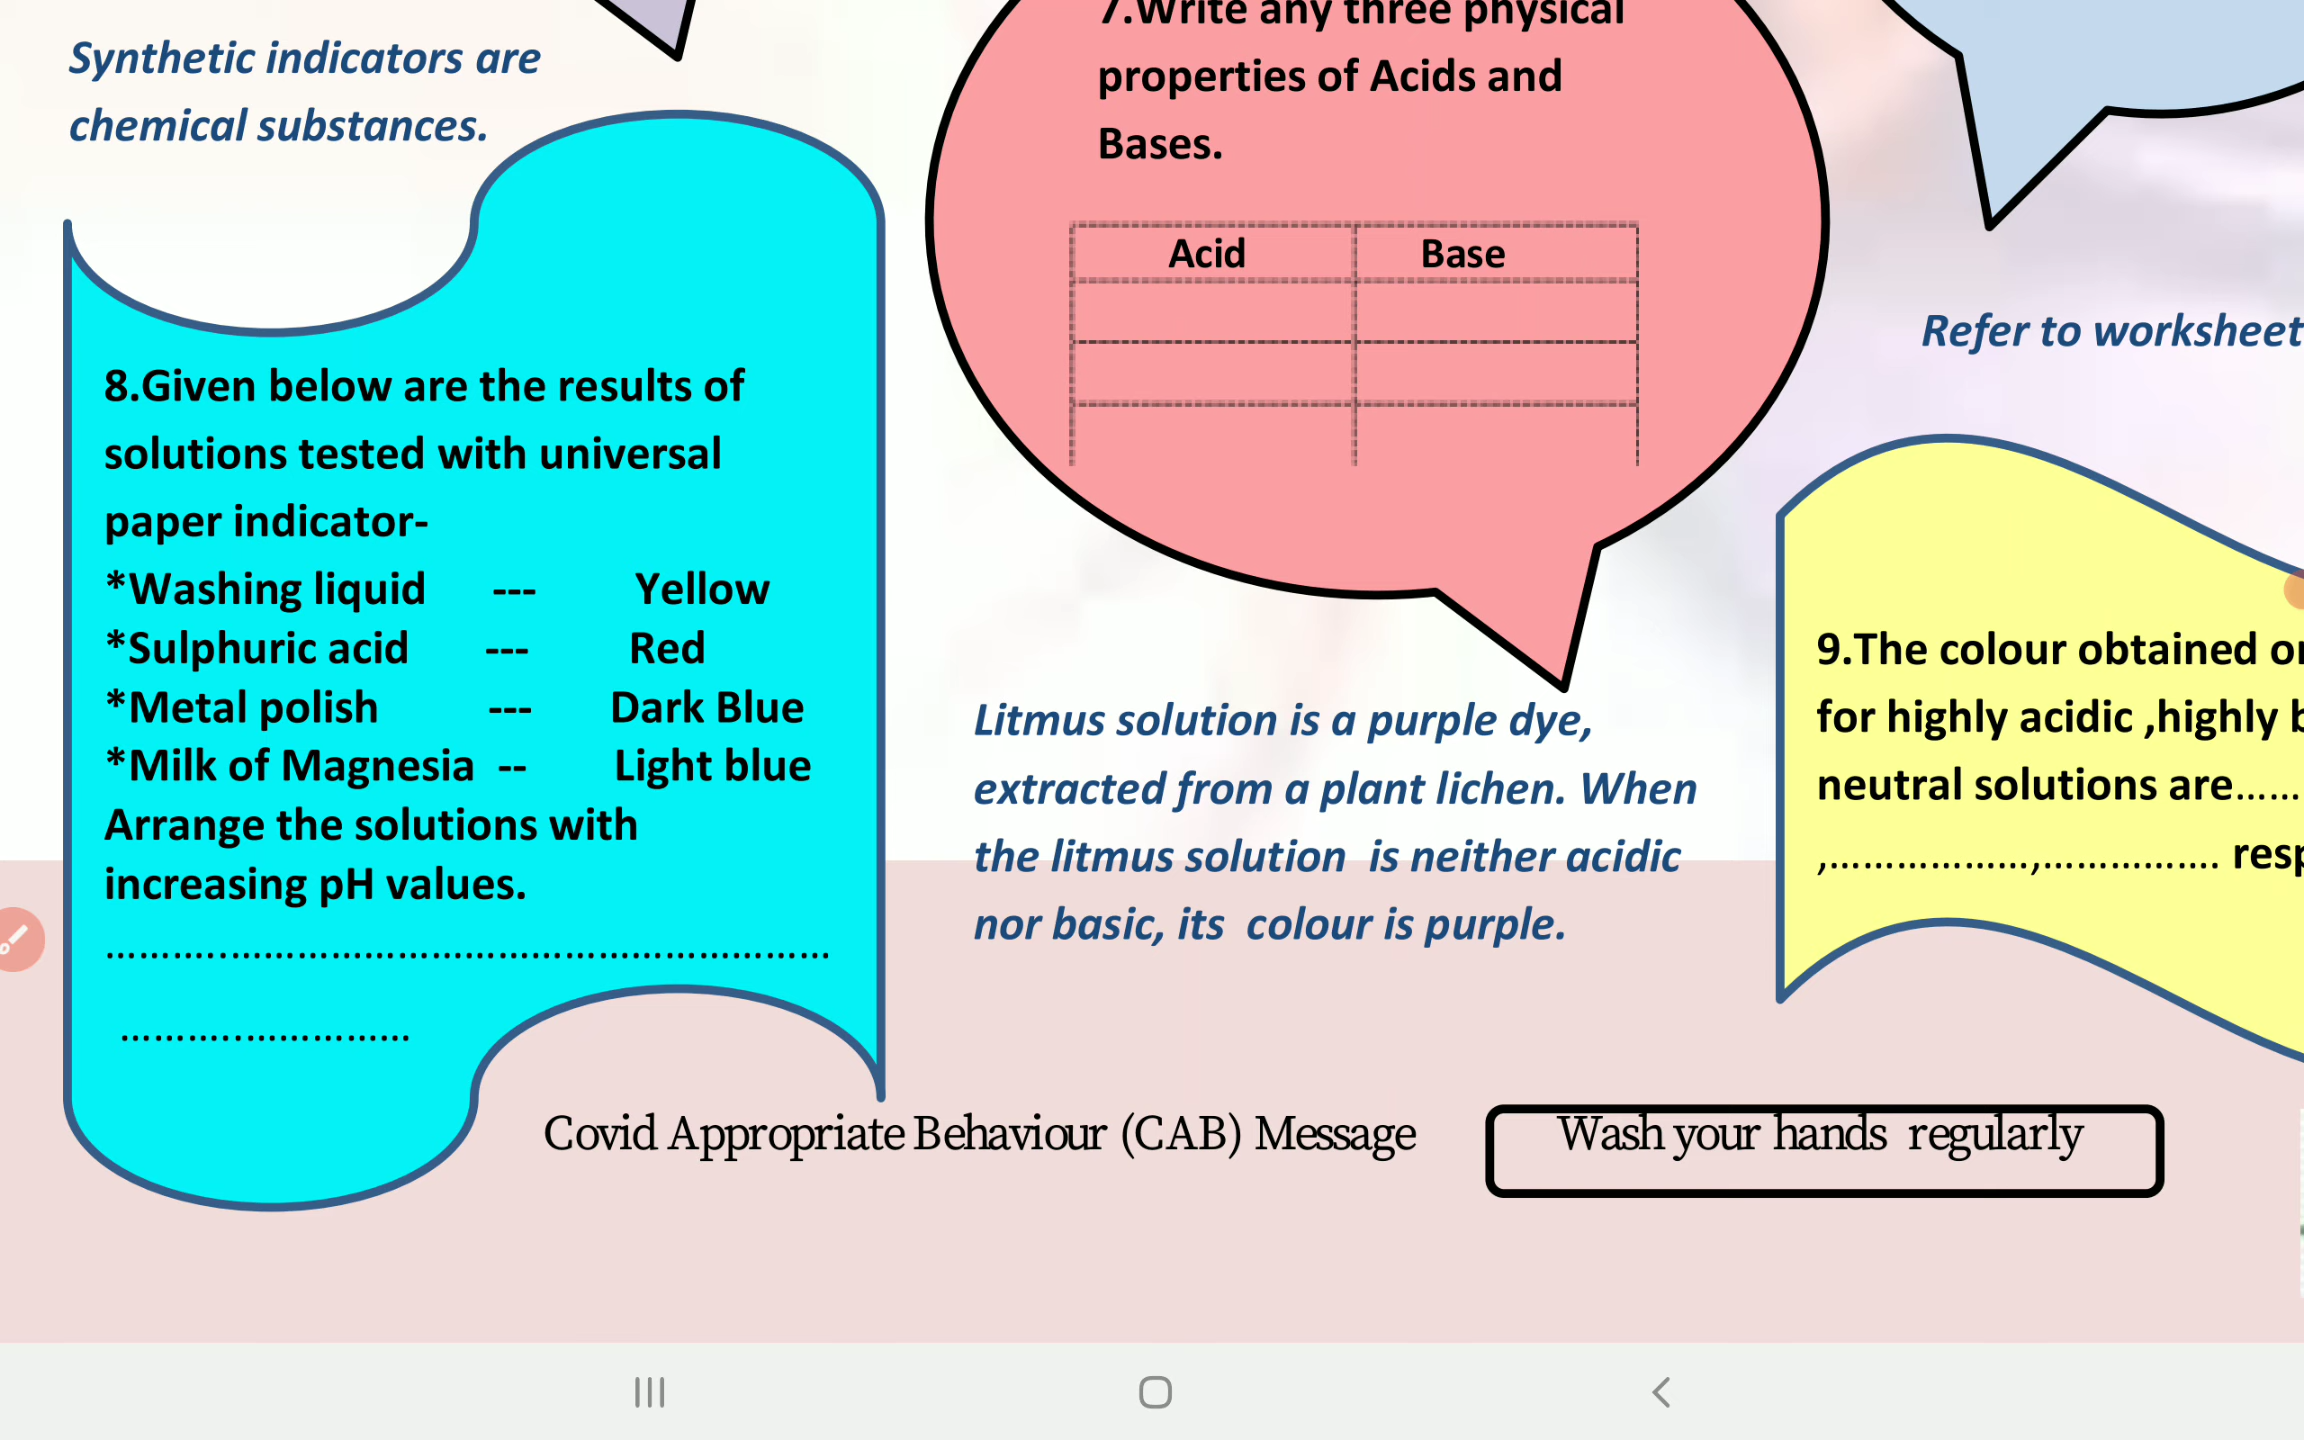 Synthetic indicators are
chemical substances.
8.Given below are the results of
solutions tested with universal
paper indicator-
*Washing liquid --- Yellow
*Sulphuric acid --- Red
*Metal polish --- Dark Blue
*Milk of Magnesia -- Light blue
Arrange the solutions with
increasing pH values.
……………………………………………………………
………………………
7.Write any three physical
properties of Acids and
Bases.
Acid Base
Litmus solution is a purple dye,
extracted from a plant lichen. When
the litmus solution is neither acidic
nor basic, its colour is purple.
Refer to worksheet
9.The colour obtained
for highly acidic ,highly
neutral solutions are……
,………………,……………..
Covid Appropriate Behaviour (CAB) Message
Wash your hands regularly